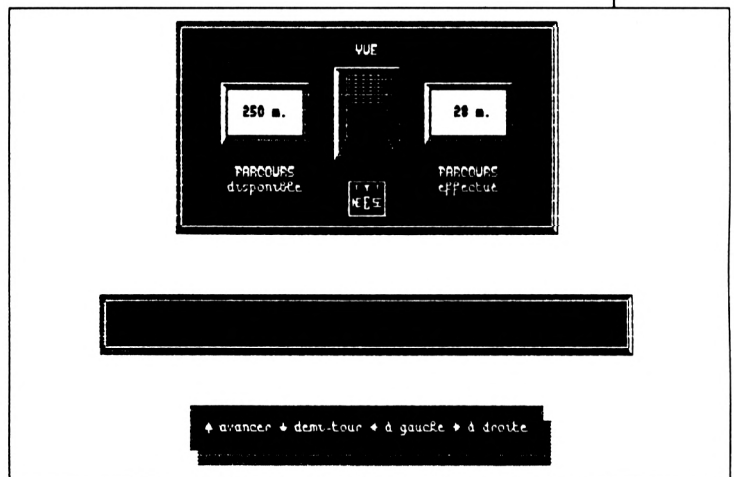 VUE
250 m.
28 m.
PARCOURS
disponible
PARCOURS
effectué
↑ avancer ↓ demi-tour ← à gauche → à droite